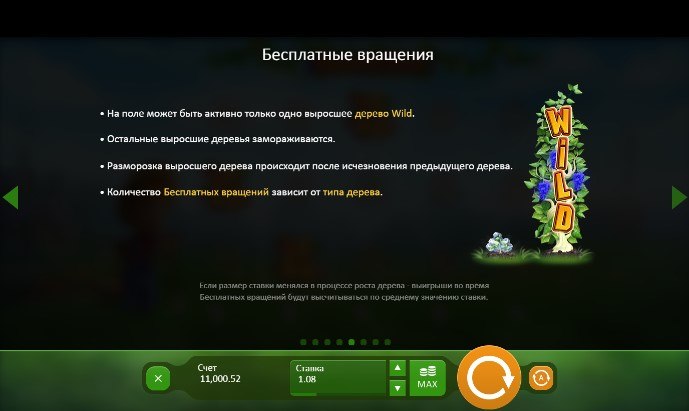 Бесплатные вращения
• На поле может быть активно только одно выросшее дерево Wild.
• Остальные выросшие деревья замораживаются.
• Разморозка выросшего дерева происходит после исчезновения предыдущего дерева.
• Количество Бесплатных вращений зависит от типа дерева.
WILD
Если размер ставки менялся в процессе роста дерева - выигрыши во время
Бесплатных вращений будут высчитываться по среднему значению ставки.
Счет
11,000.52
Ставка
1.08
MAX
A